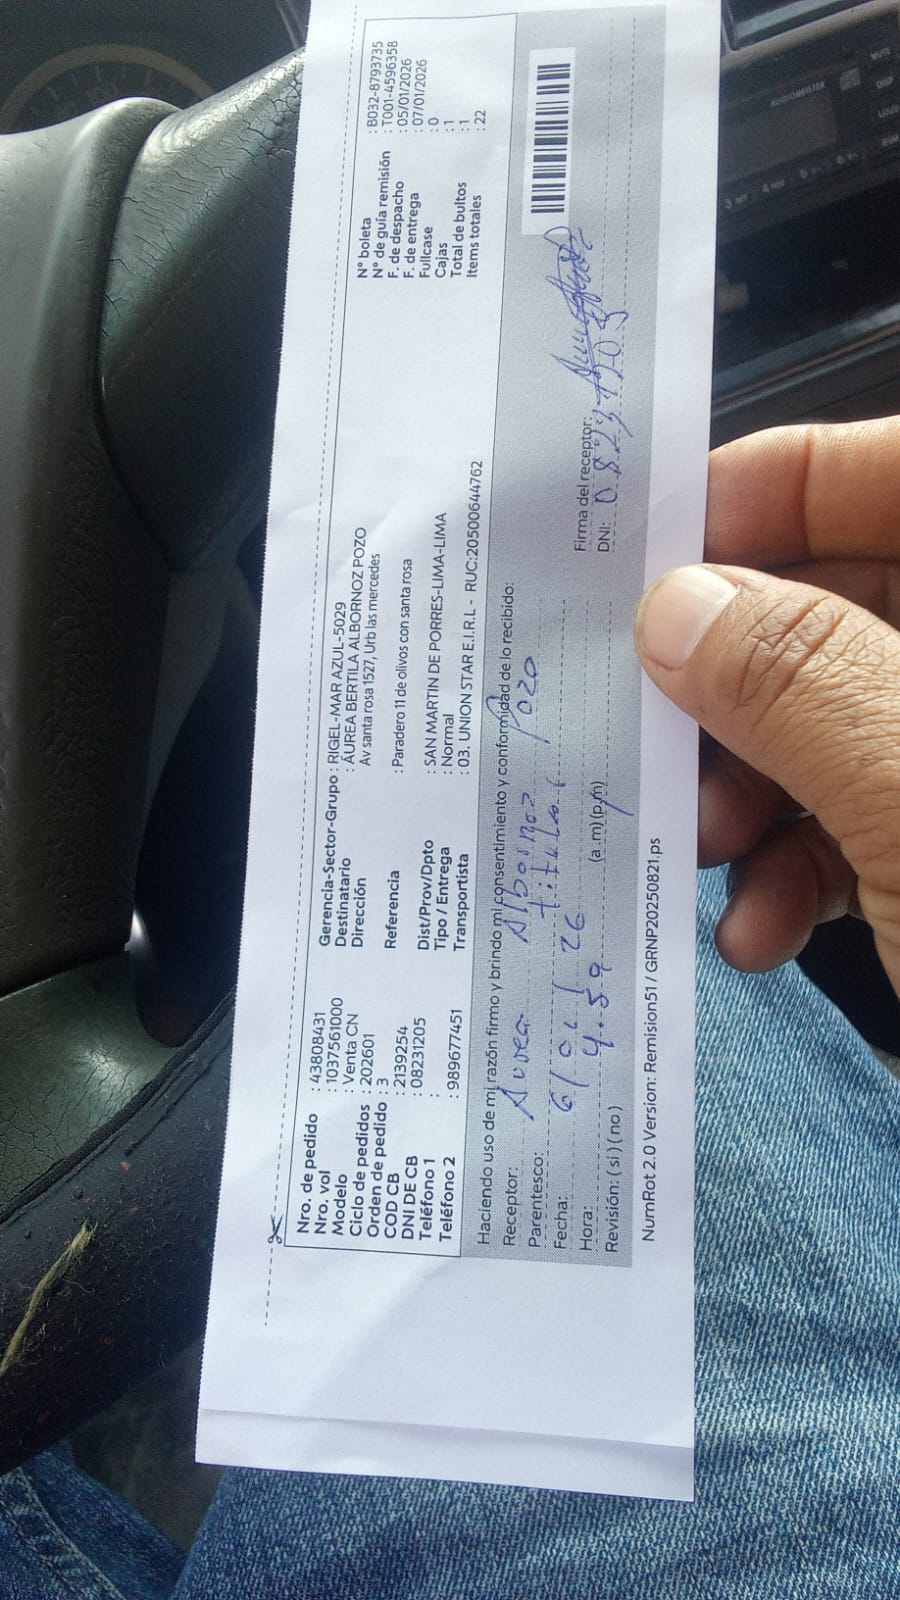 Nro. de pedido : 43808431
Nro. vol : 1037561000
Modelo : Venta CN
Ciclo de pedidos : 202601
Orden de pedido : 3
COD CB : 2139254
DNI DE CB : 08231205
Teléfono 1 :
Teléfono 2 : 989677451
Gerencia-Sector-Grupo : RIGEL-MAR AZUL-5029
Destinatario : ÁUREA BERTILA ALBORNOZ POZO
Dirección Av santa rosa 1527, Urb las mercedes
Referencia : Paradero 11 de olivos con santa rosa
Dist/Prov/Dpto : SAN MARTIN DE PORRES-LIMA-LIMA
Tipo / Entrega : Normal
Transportista : 03. UNION STAR E.I.R.L - RUC:20500644762
N° boleta : B032-8793735
N° de guía remisión : T001-4596358
F. de despacho : 05/01/2026
F. de entrega : 07/01/2026
Fullcase : 0
Cajas : 1
Total de bultos : 1
Items totales : 22
Haciendo uso de mi razón firmo y brindo mi consentimiento y conformidad de lo recibido:
Receptor: Aurea Albornoz Pozo
Parentesco: titular
Fecha: 26
Hora: 4.59 (a.m) (p.m)
Revisión: ( si ) ( no )
Firma del receptor:
DNI:
NumRot 2.0 Version: Remision51 / GRNP20250821.ps
AUDIOMEISTER
MUTE
DISP
LOUD